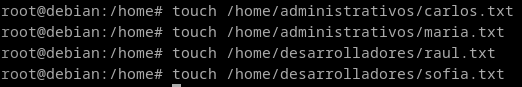 root@debian:/home# touch /home/administrativos/carlos.txt
root@debian:/home# touch /home/administrativos/maria.txt
root@debian:/home# touch /home/desarrolladores/raul.txt
root@debian:/home# touch /home/desarrolladores/sofia.txt